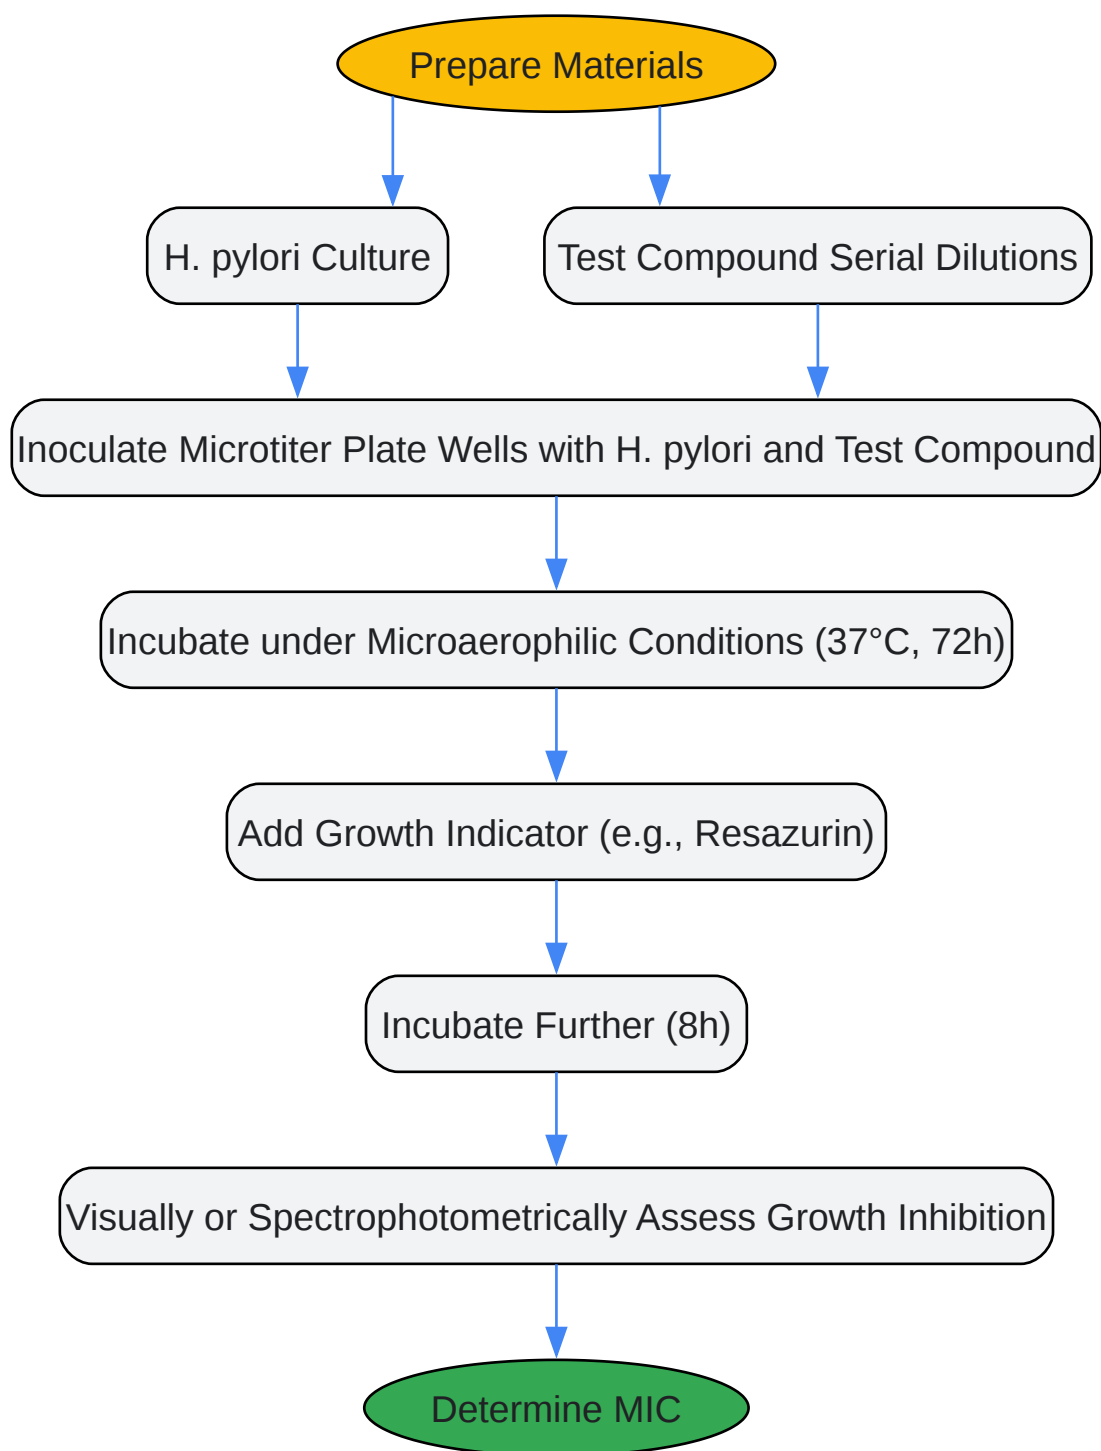 Prepare Materials
H. pylori Culture
Test Compound Serial Dilutions
Inoculate Microtiter Plate Wells with H. pylori and Test Compound
Incubate under Microaerophilic Conditions (37°C, 72h)
Add Growth Indicator (e.g., Resazurin)
Incubate Further (8h)
Visually or Spectrophotometrically Assess Growth Inhibition
Determine MIC